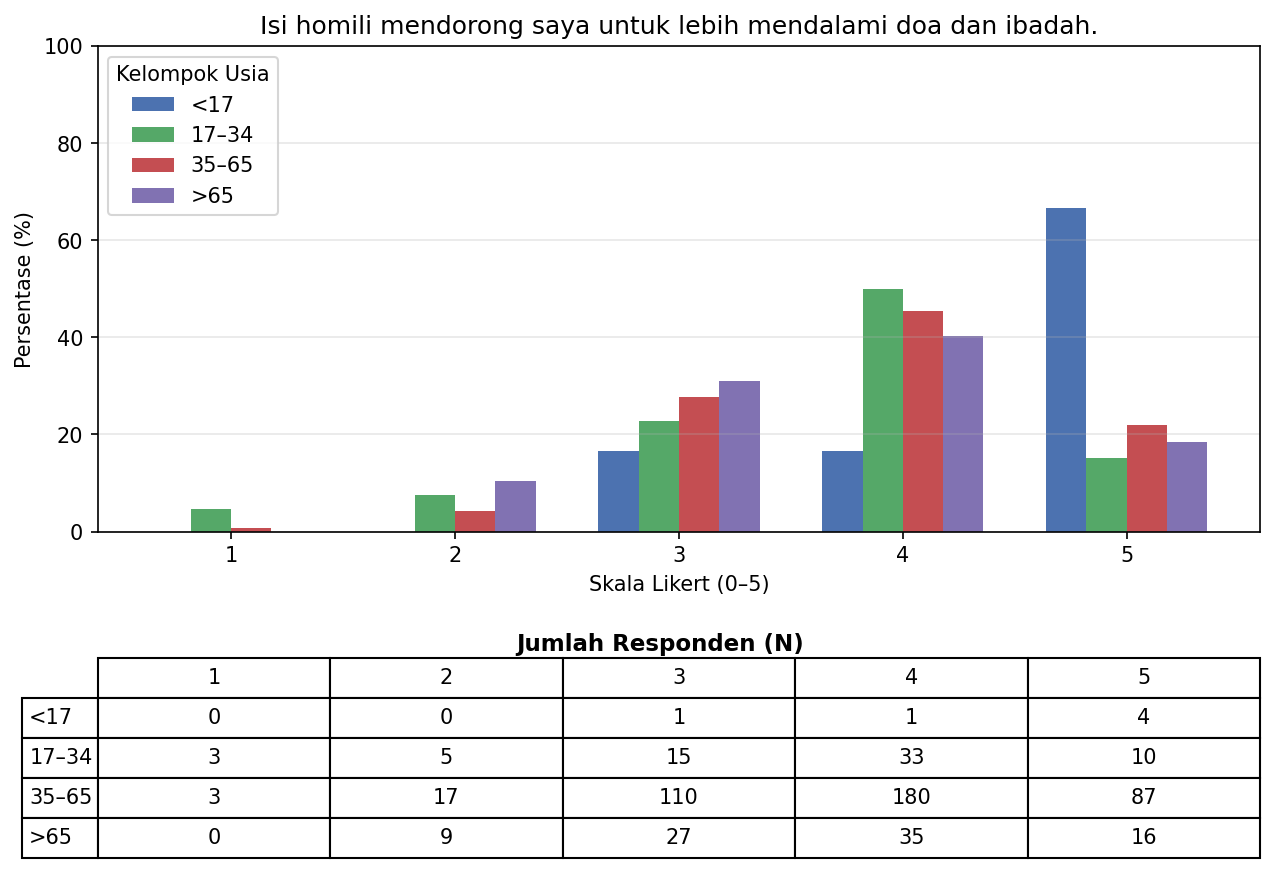 Isi homili mendorong saya untuk lebih mendalami doa dan ibadah.
100
80
60
40
20
0
Persentase (%)
Kelompok Usia
<17
17–34
35–65
>65
1 2 3 4 5
Skala Likert (0–5)
Jumlah Responden (N)
1 2 3 4 5
<17 0 0 1 1 4
17–34 3 5 15 33 10
35–65 3 17 110 180 87
>65 0 9 27 35 16